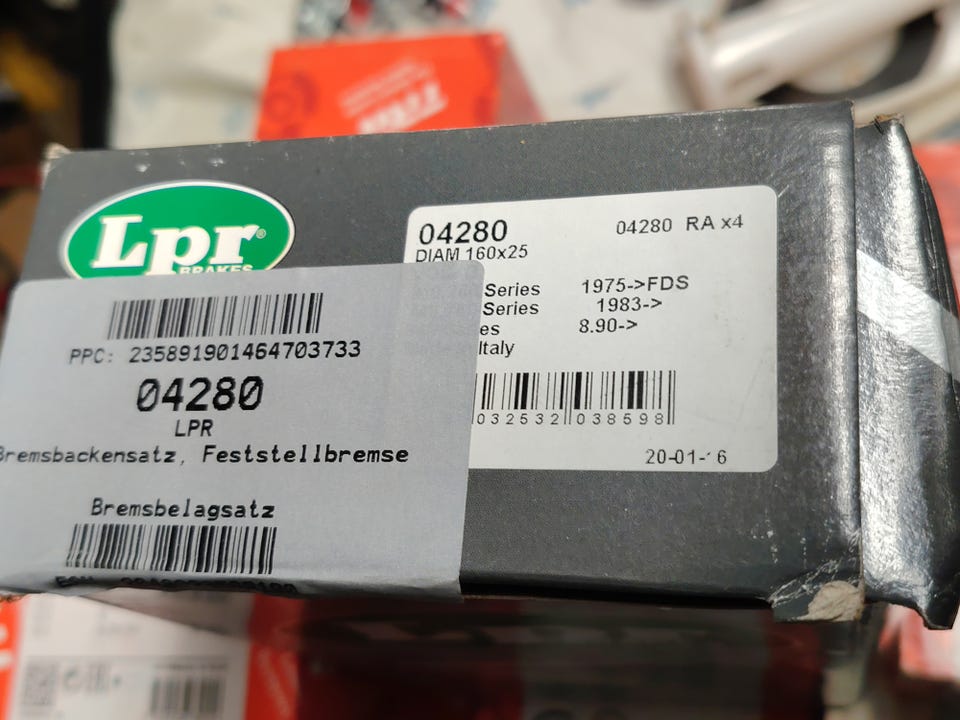 TRW
Lpr®
BRAKES
04280
04280 RA x4
DIAM 160x25
Series 1975->FDS
Series 1983->
es 8.90->
Italy
032532 038598
20-01-16
PPC: 235891901464703733
04280
LPR
Bremsbackensatz, Feststellbremse
Bremsbelagsatz